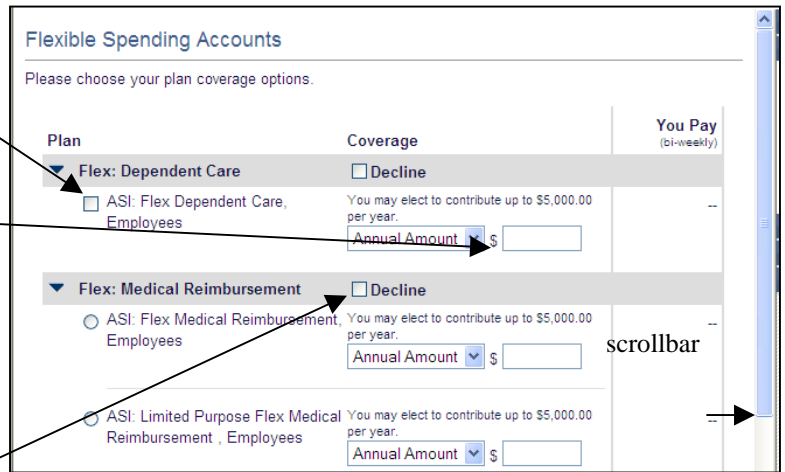 Flexible Spending Accounts
Please choose your plan coverage options.
Plan Coverage You Pay
(bi-weekly)
Flex: Dependent Care Decline
ASI: Flex Dependent Care, You may elect to contribute up to $5,000.00 --
Employees per year.
Annual Amount $
Flex: Medical Reimbursement Decline
ASI: Flex Medical Reimbursement, You may elect to contribute up to $5,000.00 --
Employees per year.
scrollbar
Annual Amount $
ASI: Limited Purpose Flex Medical You may elect to contribute up to $5,000.00 --
Reimbursement , Employees per year.
Annual Amount $